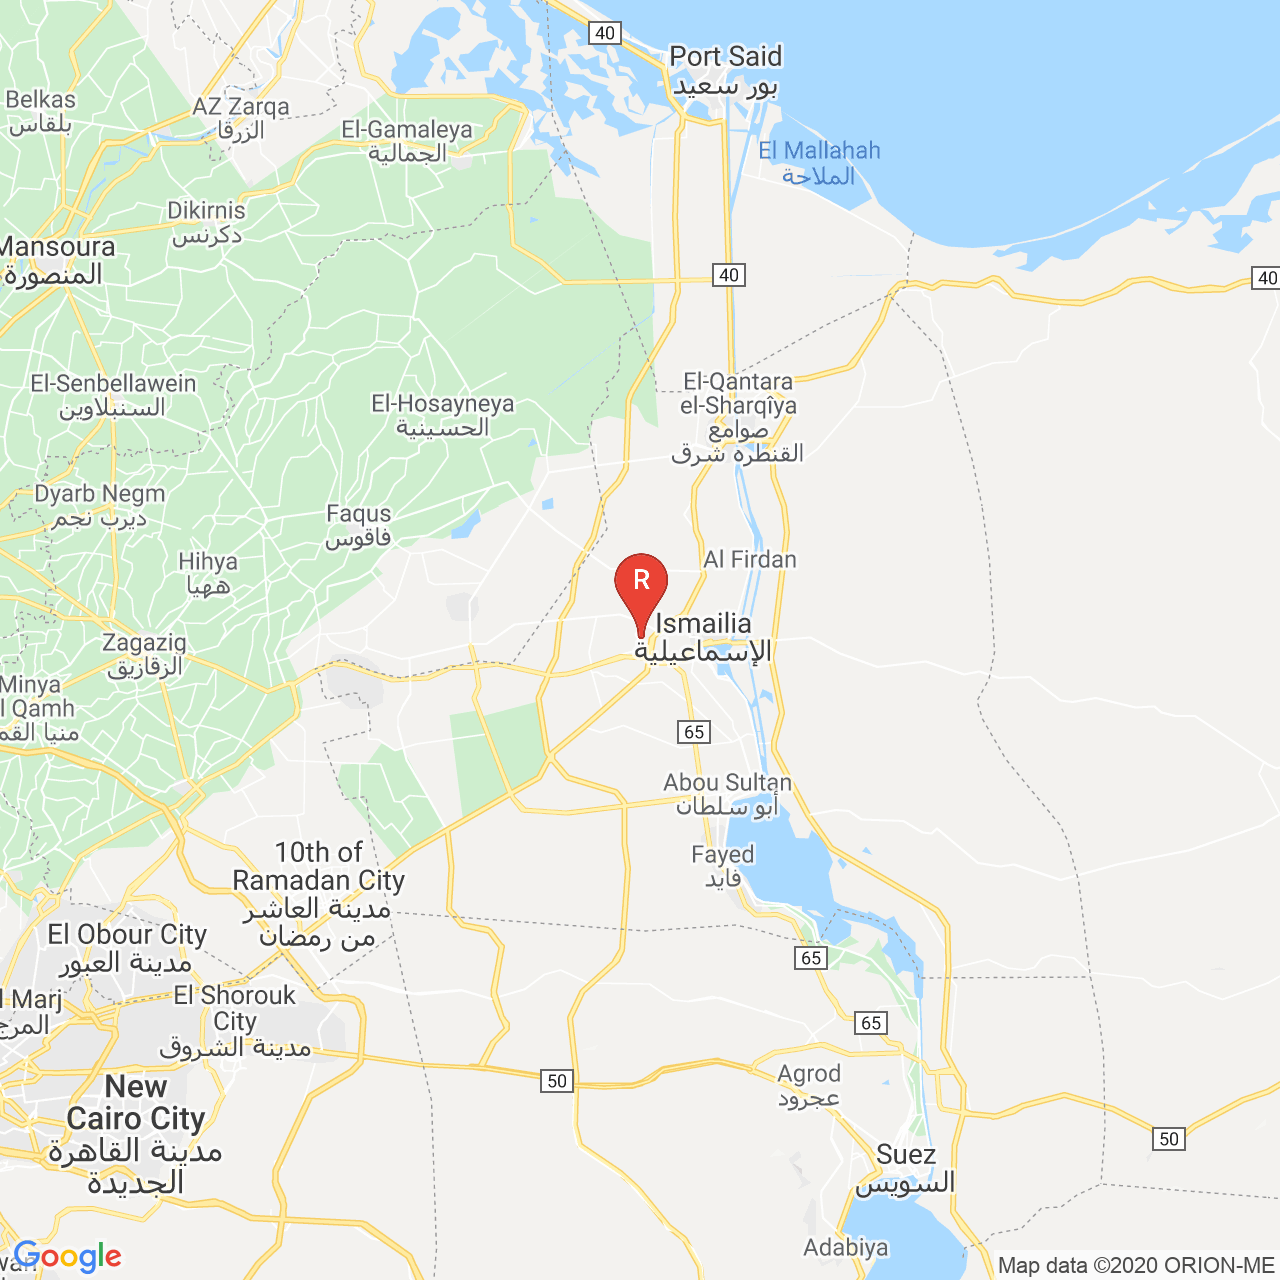 40
Port Said
بور سعيد
Belkas
بلقاس
AZ Zarqa
الزرقا
El-Gamaleya
الجمالية
El Mallahah
الملاحة
Dikirnis
دكرنس
Mansoura
المنصورة
40
40
El-Senbellawein
السنبلاوين
El-Hosayneya
الحسينية
El-Qantara
el-Sharqîya
صوامع
القنطره شرق
Dyarb Negm
ديرب نجم
Faqus
فاقوس
Hihya
ههيا
Al Firdan
R
Ismailia
الإسماعيلية
Zagazig
الزقازيق
Minya
l Qamh
منيا القم
65
Abou Sultan
أبو سلطان
Fayed
فايد
10th of
Ramadan City
مدينة العاشر
من رمضان
El Obour City
مدينة العبور
65
l Marj
المرج
El Shorouk
City
مدينة الشروق
65
50
Agrod
عجرود
New
Cairo City
مدينة القاهرة
الجديدة
50
Suez
السويس
Adabiya
Google
Map data ©2020 ORION-ME